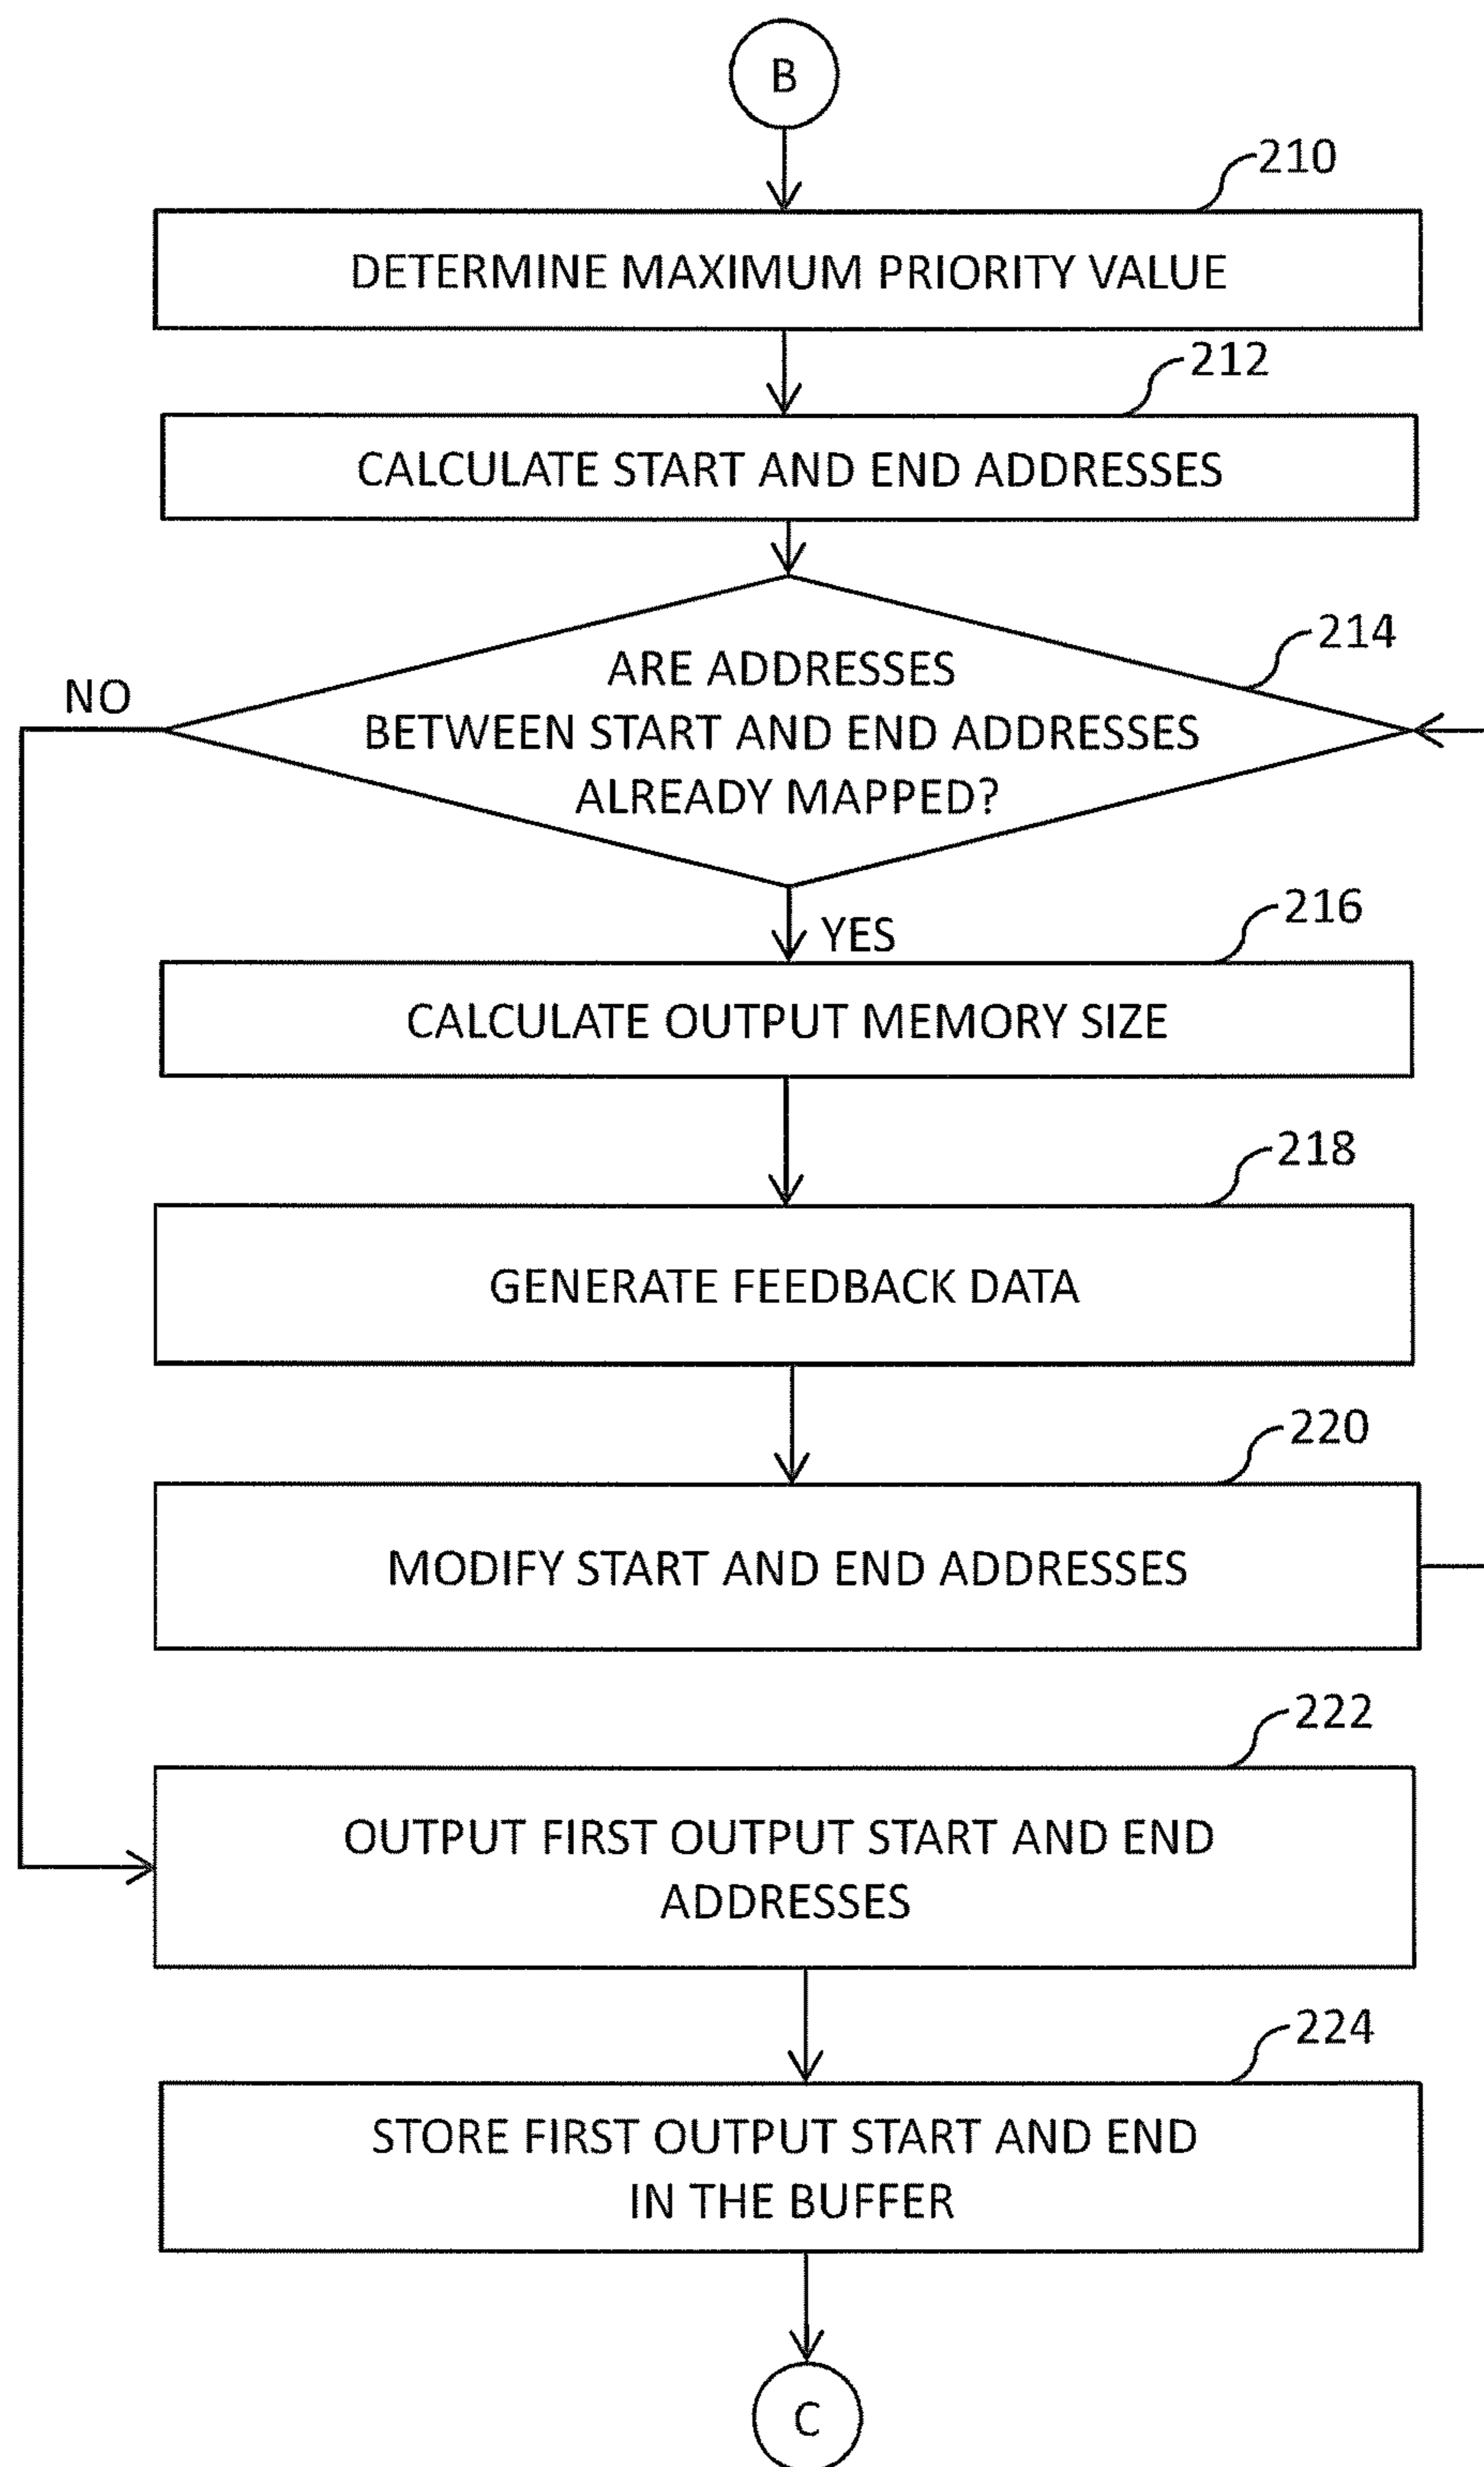 B
210
DETERMINE MAXIMUM PRIORITY VALUE
212
CALCULATE START AND END ADDRESSES
214
NO
ARE ADDRESSES
BETWEEN START AND END ADDRESSES
ALREADY MAPPED?
YES
216
CALCULATE OUTPUT MEMORY SIZE
218
GENERATE FEEDBACK DATA
220
MODIFY START AND END ADDRESSES
222
OUTPUT FIRST OUTPUT START AND END
ADDRESSES
224
STORE FIRST OUTPUT START AND END
IN THE BUFFER
C